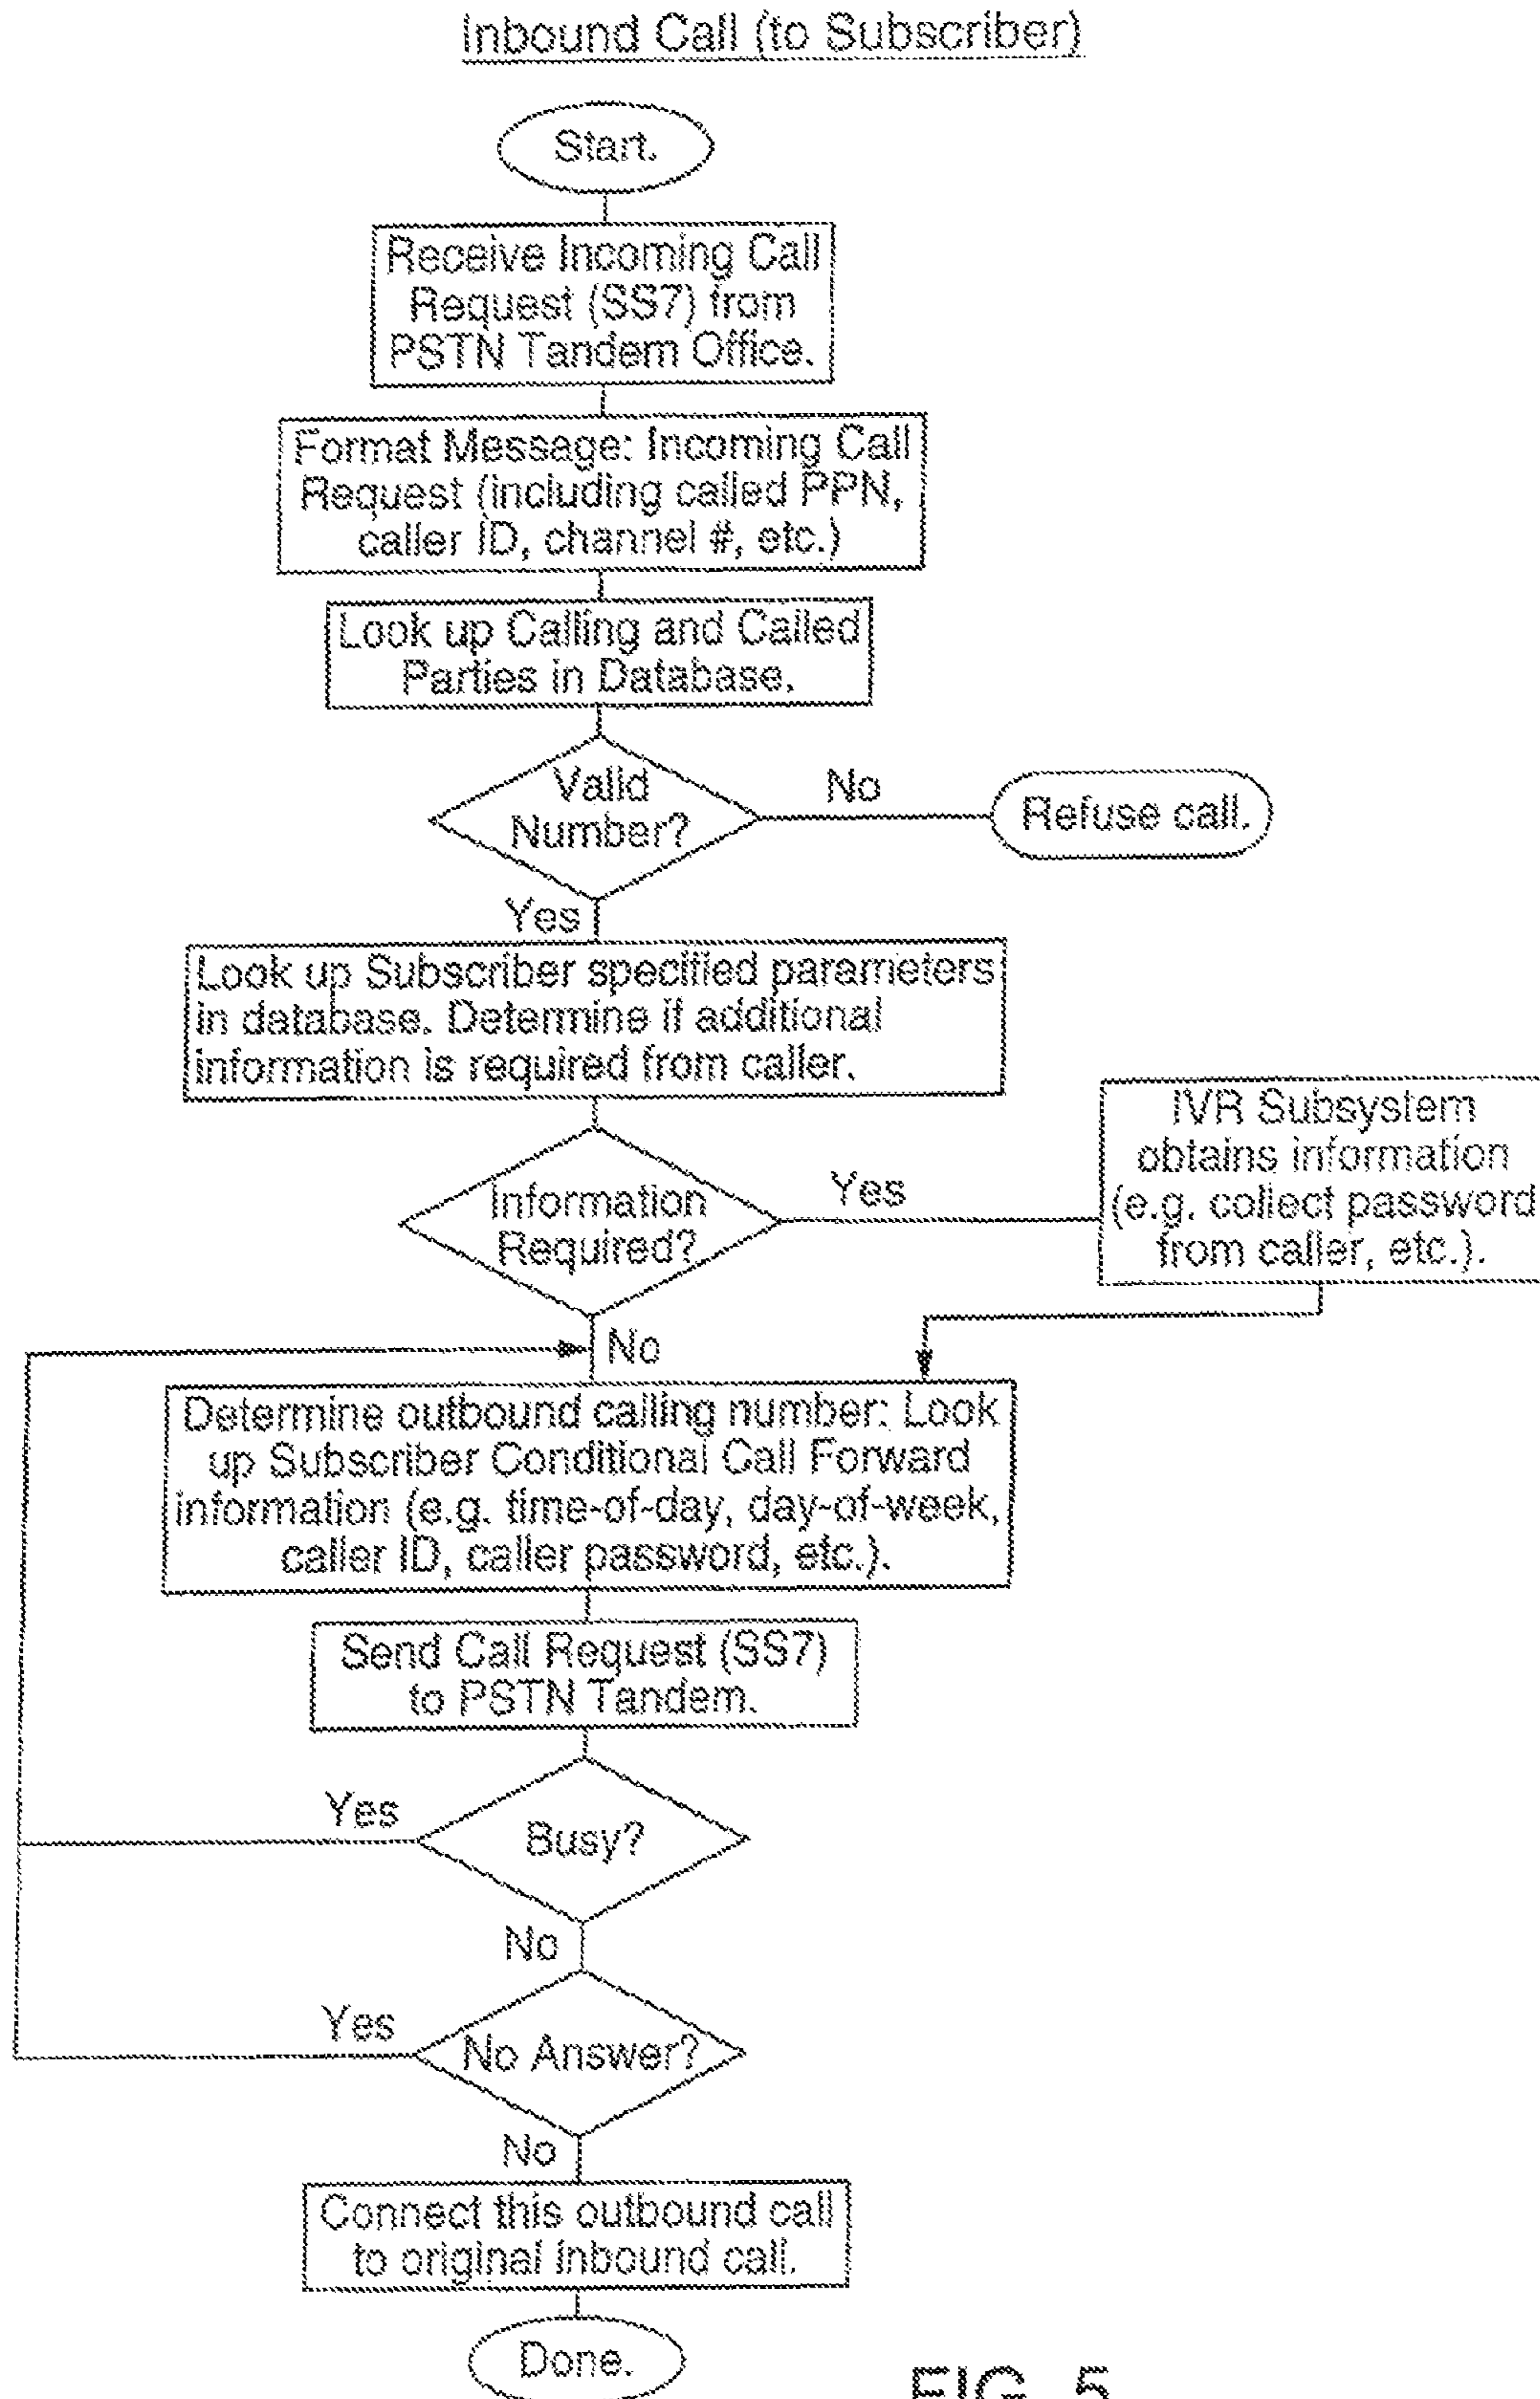 Inbound Call (to Subscriber)
Start.
Receive Incoming Call
Request (SS7) from
PSTN Tandem Office.
Format Message: Incoming Call
Request (including called PPN,
caller ID, channel #, etc.)
Look up Calling and Called
Parties in Database.
Valid
Number?
No
Refuse call.
Yes
Look up Subscriber specified parameters
in database. Determine if additional
information is required from caller.
Information
Required?
Yes
IVR Subsystem
obtains information
(e.g. collect password
from caller, etc.).
No
Determine outbound calling number: Look
up Subscriber Conditional Call Forward
information (e.g. time-of-day, day-of-week,
caller ID, caller password, etc.).
Send Call Request (SS7)
to PSTN Tandem.
Busy?
Yes
No
No Answer?
Yes
No
Connect this outbound call
to original inbound call.
Done.
FIG. 5